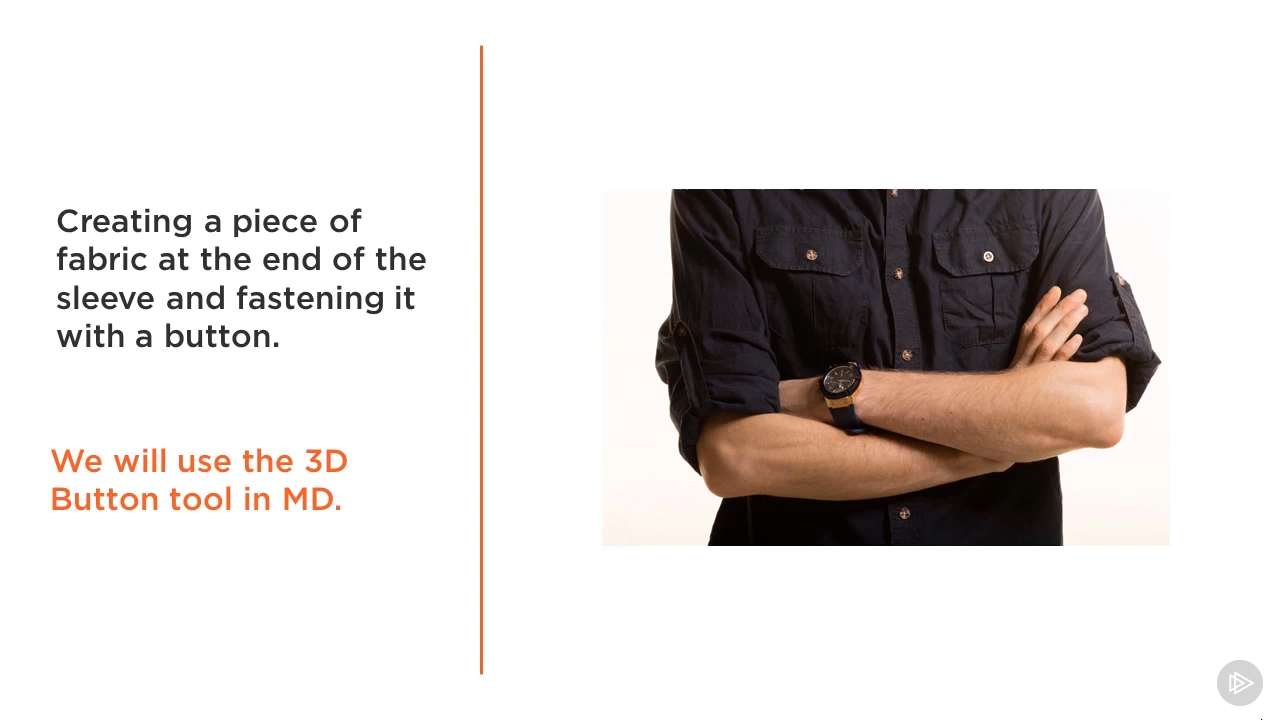 Creating a piece of
fabric at the end of the
sleeve and fastening it
with a button.
We will use the 3D
Button tool in MD.